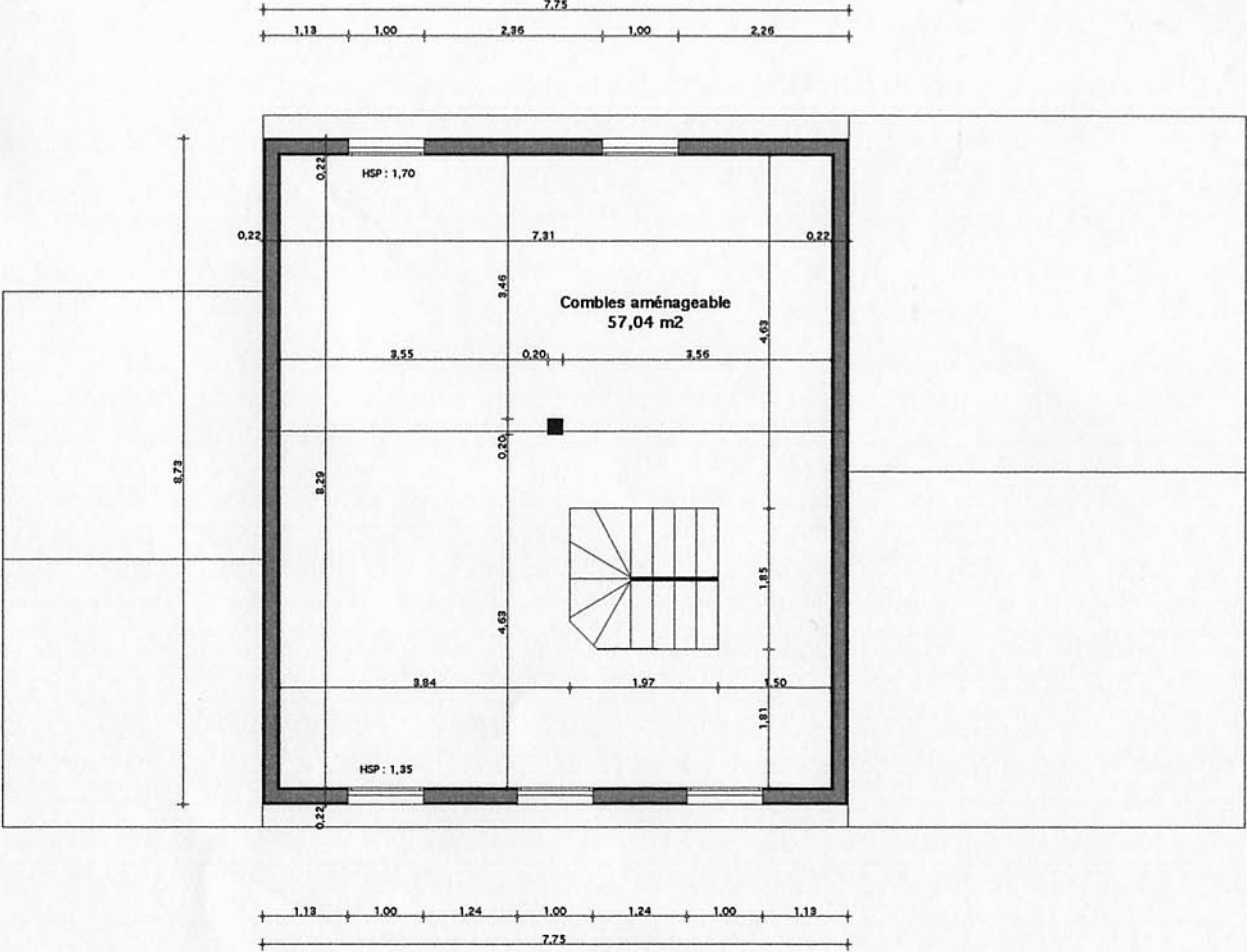 7,75
1,13 1,00 2,36 1,00 2,26
0,22
HSP : 1,70
0,22 7,31 0,22
3,46
Combles aménageable
57,04 m2
4,63
3,55 0,20 3,56
0,20
8,73
8,29
1,85
4,63
3,84 1,97 1,50
1,81
HSP : 1,35
0,22
1,13 1,00 1,24 1,00 1,24 1,00 1,13
7,75